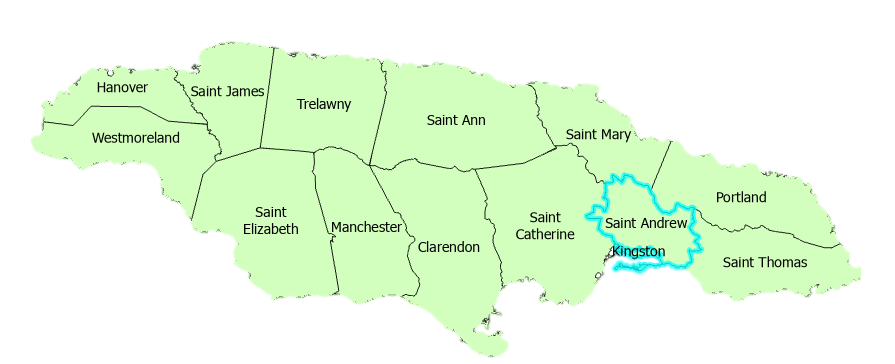 Hanover
Saint James
Trelawny
Saint Ann
Westmoreland
Saint Mary
Portland
Saint
Elizabeth
Manchester
Clarendon
Saint
Catherine
Saint Andrew
Kingston
Saint Thomas